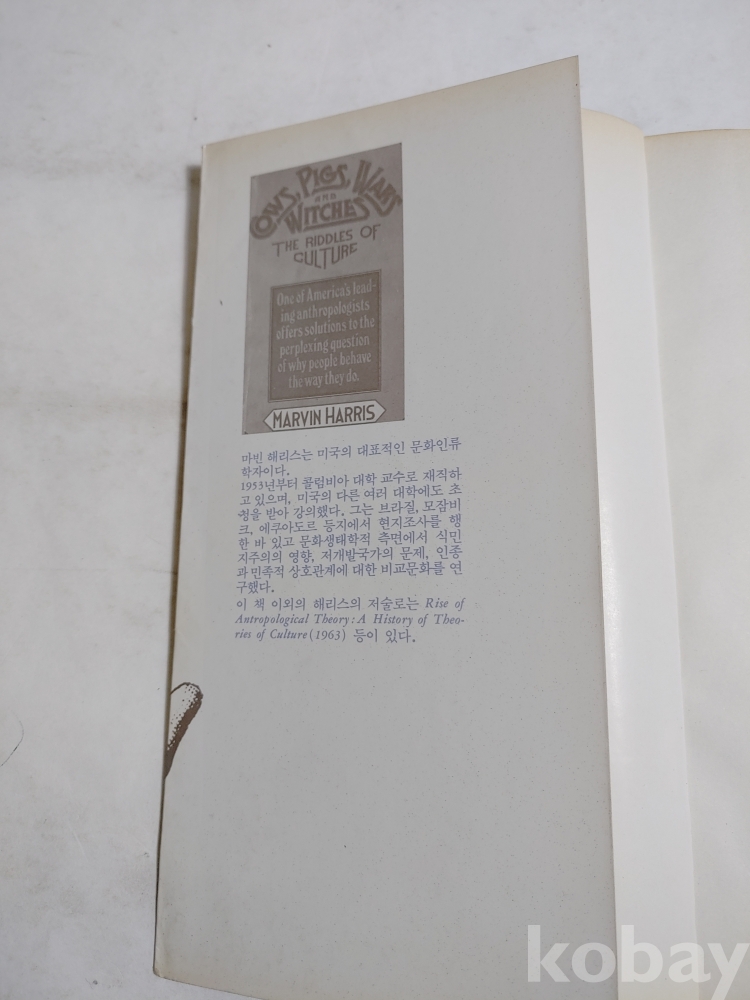 COWS, PIGS, WARS
AND
WITCHES
THE RIDDLES OF
CULTURE
One of America's lead-
ing anthropologists
offers solutions to the
perplexing question
of why people behave
the way they do.
MARVIN HARRIS
마빈 해리스는 미국의 대표적인 문화인류
학자이다.
1953년부터 콜럼비아 대학 교수로 재직하
고 있으며, 미국의 다른 여러 대학에도 초
청을 받아 강의했다. 그는 브라질, 모잠비
크, 에쿠아도르 등지에서 현지조사를 행
한 바 있고 문화생태학적 측면에서 식민
지주의의 영향, 저개발국가의 문제, 인종
과 민족적 상호관계에 대한 비교문화를 연
구했다.
이 책 이외의 해리스의 저술로는 Rise of
Antropological Theory: A History of Theo-
ries of Culture(1963) 등이 있다.
kobay